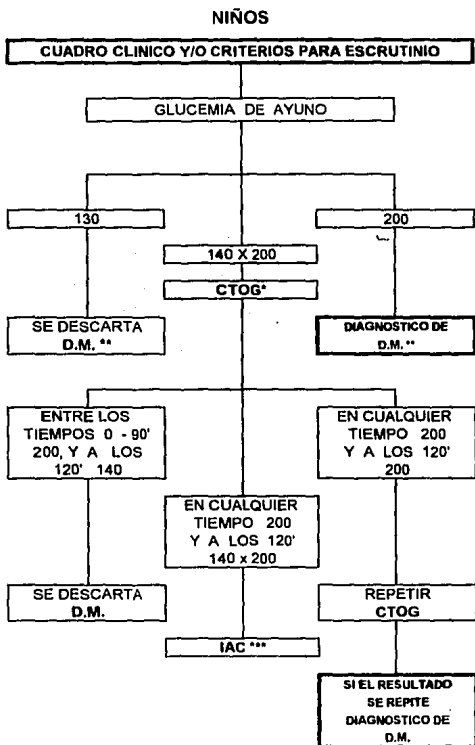 NIÑOS
CUADRO CLINICO Y/O CRITERIOS PARA ESCRUTINIO
GLUCEMIA DE AYUNO
130
200
140 X 200
CTOG*
SE DESCARTA
D.M. **
DIAGNOSTICO DE
D.M. **
ENTRE LOS
TIEMPOS 0 - 90'
200, Y A LOS
120' 140
EN CUALQUIER
TIEMPO 200
Y A LOS 120'
140 x 200
EN CUALQUIER
TIEMPO 200
Y A LOS 120'
200
SE DESCARTA
D.M.
IAC ***
REPETIR
CTOG
SI EL RESULTADO
SE REPITE
DIAGNOSTICO DE
D.M.